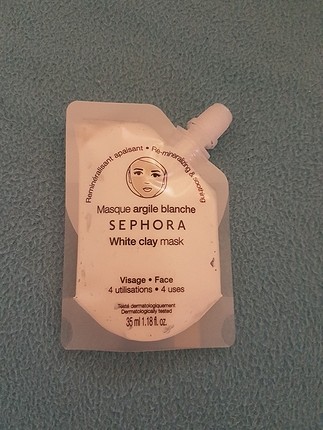 Reminéralisant apaisant • Re-mineralising & soothing
Masque argile blanche
SEPHORA
White clay mask
Visage • Face
4 utilisations • 4 uses
Testé dermatologiquement
Dermatologically tested
35 ml 1.18 fl. oz.